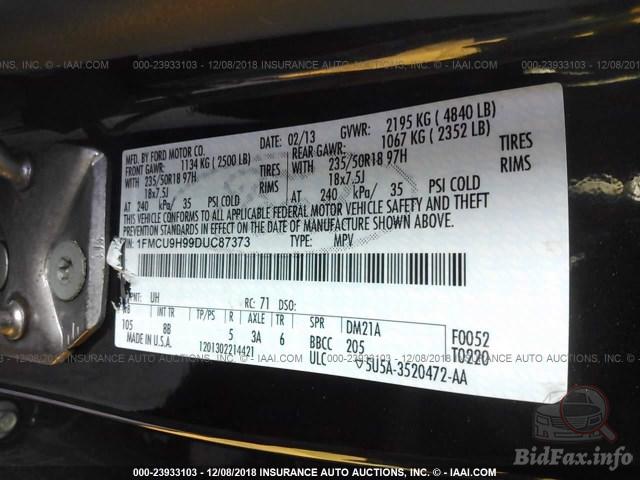 000-23933103 - 12/08/2018 INSURANCE AUTO AUCTIONS, INC. - IAAI.COM
MFD. BY FORD MOTOR CO. DATE: 02/13 GVWR: 2195 KG ( 4840 LB)
FRONT GAWR: 1134 KG ( 2500 LB) REAR GAWR: 1067 KG ( 2352 LB)
WITH 235/50R18 97H TIRES WITH 235/50R18 97H TIRES
18x7.5J RIMS 18x7.5J RIMS
AT 240 kPa/ 35 PSI COLD AT 240 kPa/ 35 PSI COLD
THIS VEHICLE CONFORMS TO ALL APPLICABLE FEDERAL MOTOR VEHICLE SAFETY AND THEFT
PREVENTION STANDARDS IN EFFECT ON THE DATE OF MANUFACTURE SHOWN ABOVE.
1FMCU9H99DUC87373 TYPE: MPV
PNT: UH RC: 71 DSO:
WB INT TR TP/PS R AXLE TR SPR DM21A F0052
105 8B 5 3A 6 BBCC 205 T0220
MADE IN U.S.A. 1201302214421 ULC 5U5A-3520472-AA
BidFax.info
000-23933103 - 12/08/2018 INSURANCE AUTO AUCTIONS, INC. - IAAI.COM